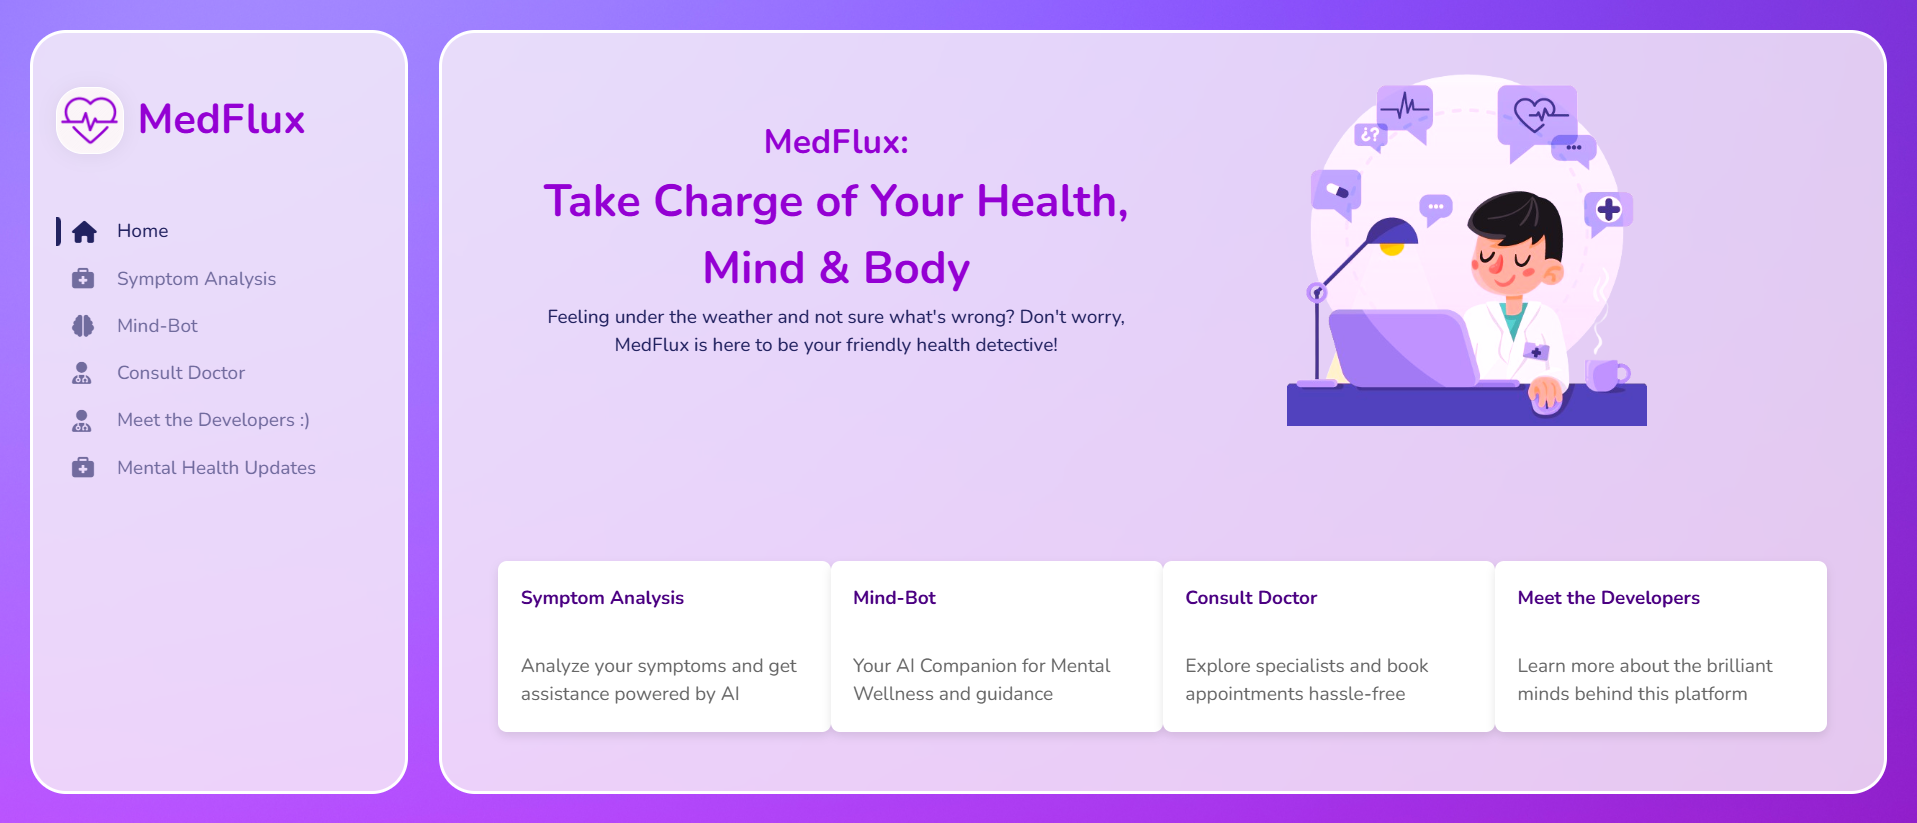 MedFlux
Home
Symptom Analysis
Mind-Bot
Consult Doctor
Meet the Developers :)
Mental Health Updates
MedFlux:
Take Charge of Your Health,
Mind & Body
Feeling under the weather and not sure what's wrong? Don't worry,
MedFlux is here to be your friendly health detective!
¿?
Symptom Analysis
Analyze your symptoms and get
assistance powered by AI
Mind-Bot
Your AI Companion for Mental
Wellness and guidance
Consult Doctor
Explore specialists and book
appointments hassle-free
Meet the Developers
Learn more about the brilliant
minds behind this platform